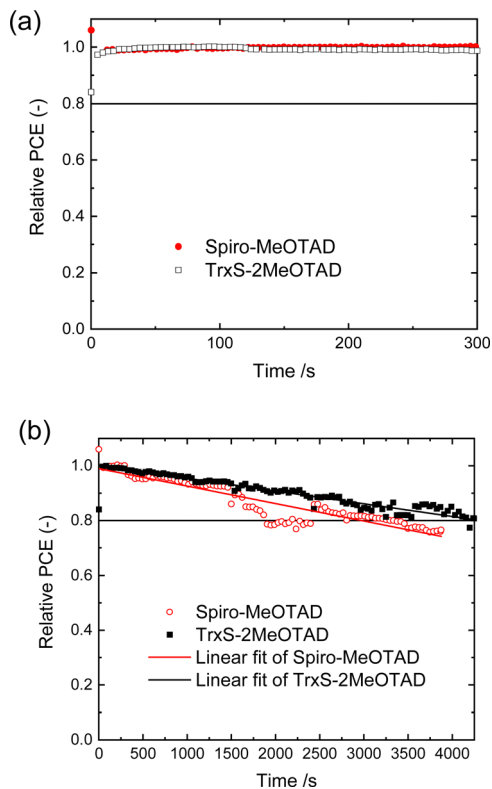 (a)
Relative PCE (-)
1.0
0.8
0.6
0.4
0.2
0.0
Spiro-MeOTAD
TrxS-2MeOTAD
0 100 200 300
Time /s
(b)
Relative PCE (-)
1.0
0.8
0.6
0.4
0.2
0.0
Spiro-MeOTAD
TrxS-2MeOTAD
Linear fit of Spiro-MeOTAD
Linear fit of TrxS-2MeOTAD
0 500 1000 1500 2000 2500 3000 3500 4000
Time /s